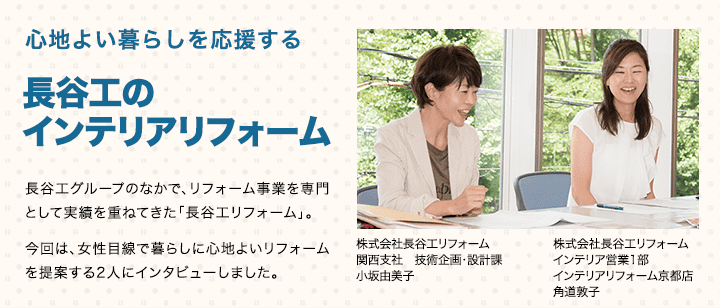 心地よい暮らしを応援する
長谷工の
インテリアリフォーム
長谷工グループのなかで、リフォーム事業を専門
として実績を重ねてきた「長谷工リフォーム」。
今回は、女性目線で暮らしに心地よいリフォーム
を提案する2人にインタビューしました。
株式会社長谷工リフォーム
関西支社　技術企画・設計課
小坂由美子
株式会社長谷工リフォーム
インテリア営業1部
インテリアリフォーム京都店
角道敦子